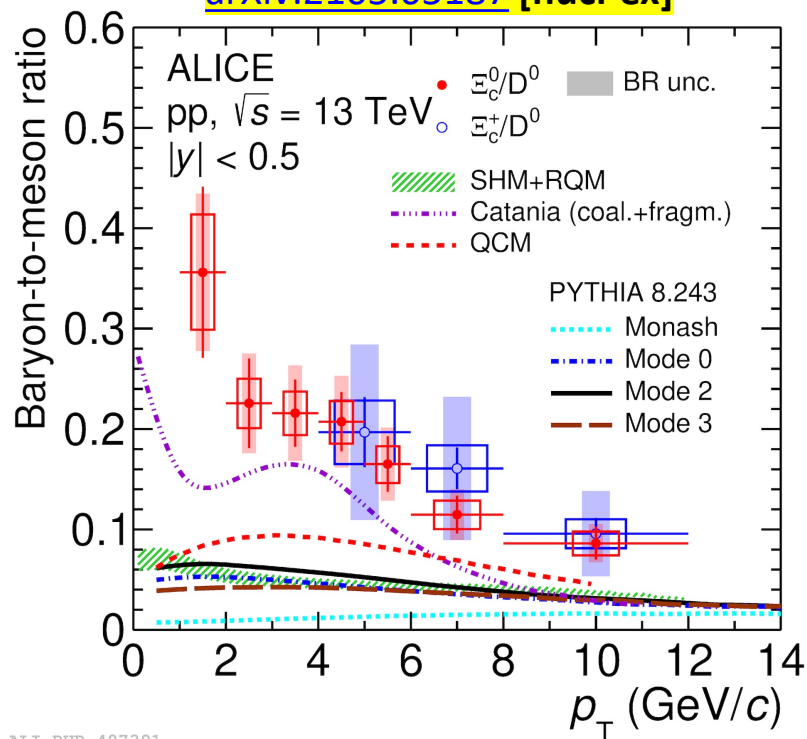 arXiv:2105.05187 [nucl-ex]
Baryon-to-meson ratio
ALICE
pp, √s = 13 TeV
|y| < 0.5
Ξc0/D0
Ξc+/D0
BR unc.
SHM+RQM
Catania (coal.+fragm.)
QCM
PYTHIA 8.243
Monash
Mode 0
Mode 2
Mode 3
0.6
0.5
0.4
0.3
0.2
0.1
0
0 2 4 6 8 10 12 14
pT (GeV/c)